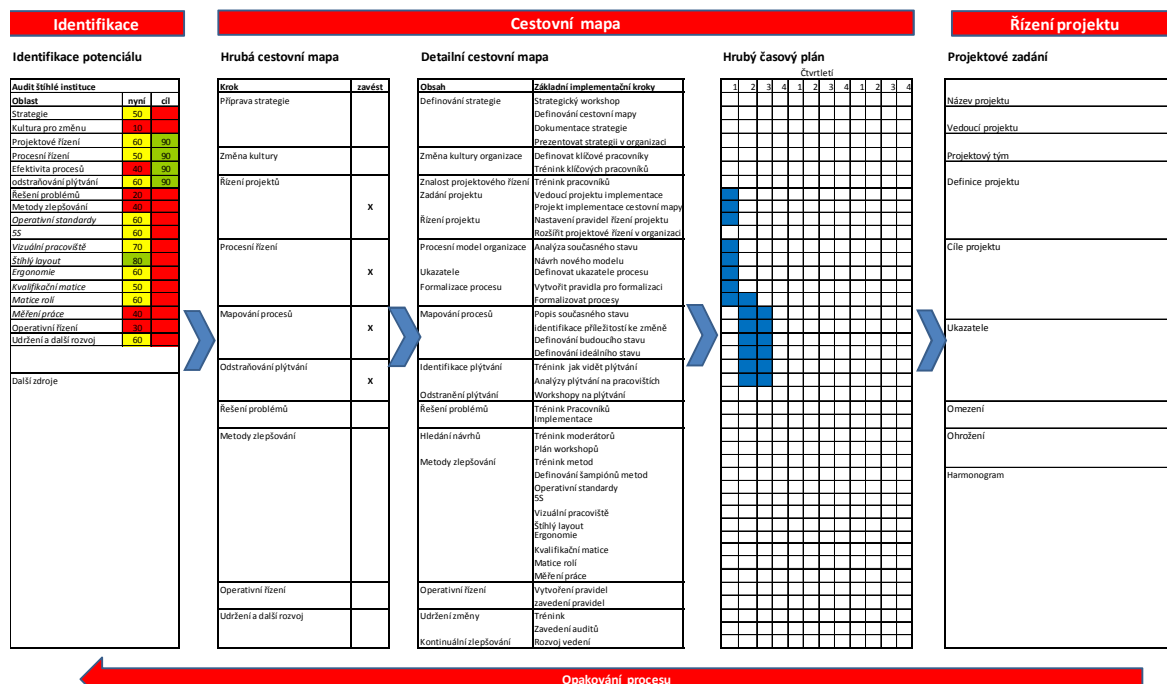 Identifikace
Cestovní mapa
Řízení projektu
Identifikace potenciálu
Hrubá cestovní mapa
Detailní cestovní mapa
Hrubý časový plán
Projektové zadání
Audit štíhlé instituce
Oblast nyní cíl
Strategie 50
Kultura pro změnu 10
Projektové řízení 60 90
Procesní řízení 50 90
Efektivita procesů 40 90
odstraňování plýtvání 60 90
Řešení problémů 20
Metody zlepšování 40
Operativní standardy 60
5S 60
Vizuální pracoviště 70
Štíhlý layout 80
Ergonomie 60
Kvalifikační matice 50
Matice rolí 60
Měření práce 40
Operativní řízení 30
Udržení a další rozvoj 60
Další zdroje
Krok zavést
Příprava strategie
Změna kultury
Řízení projektů
X
Procesní řízení
X
Mapování procesů
X
Odstraňování plýtvání
X
Řešení problémů
Metody zlepšování
Operativní řízení
Udržení a další rozvoj
Obsah Základní implementační kroky
Definování strategie Strategický workshop
Definování cestovní mapy
Dokumentace strategie
Prezentovat strategii v organizaci
Změna kultury organizace Definovat klíčové pracovníky
Trénink klíčových pracovníků
Znalost projektového řízení Trénink pracovníků
Zadání projektu Vedoucí projektu implementace
Projekt implementace cestovní mapy
Řízení projektu Nastavení pravidel řízení projektu
Rozšířit projektové řízení v organizaci
Procesní model organizace Analýza současného stavu
Návrh nového modelu
Ukazatele Definovat ukazatele procesu
Formalizace procesu Vytvořit pravidla pro formalizaci
Formalizovat procesy
Mapování procesů Popis současného stavu
identifikace příležitostí ke změně
Definování budoucího stavu
Definování ideálního stavu
Identifikace plýtvání Trénink jak vidět plýtvání
Analýzy plýtvání na pracovištích
Odstranění plýtvání Workshopy na plýtvání
Řešení problémů Trénink Pracovníků
Implementace
Hledání návrhů Trénink moderátorů
Plán workshopů
Metody zlepšování Trénink metod
Definování šampiónů metod
Operativní standardy
5S
Vizuální pracoviště
Štíhlý layout
Ergonomie
Kvalifikační matice
Matice rolí
Měření práce
Operativní řízení Vytvoření pravidel
zavedení pravidel
Udržení změny Trénink
Zavedení auditů
Kontinuální zlepšování Rozvoj vedení
Čtvrtletí
1 2 3 4 1 2 3 4 1 2 3 4
Název projektu
Vedoucí projektu
Projektový tým
Definice projektu
Cíle projektu
Ukazatele
Omezení
Ohrožení
Harmonogram
Opakování procesu